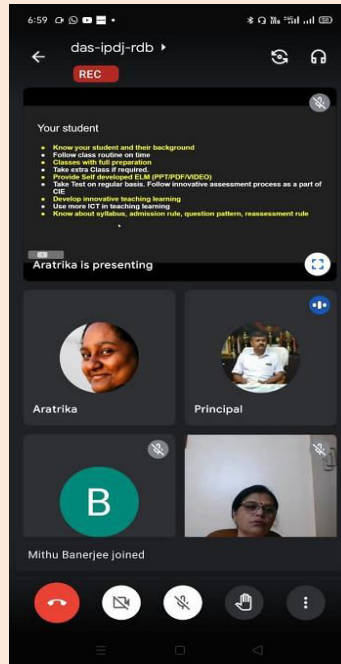 6:59
das-ipdj-rdb
REC
Your student
• Know your student and their background
• Follow class routine on time
• Classes with full preparation
• Take extra Class if required.
• Provide Self developed ELM (PPT/PDF/VIDEO)
• Take Test on regular basis. Follow innovative assessment process as a part of
CIE
• Develop innovative teaching learning
• Use more ICT in teaching learning
• Know about syllabus, admission rule, question pattern, reassessment rule
Aratrika is presenting
Aratrika
Principal
B
Mithu Banerjee joined